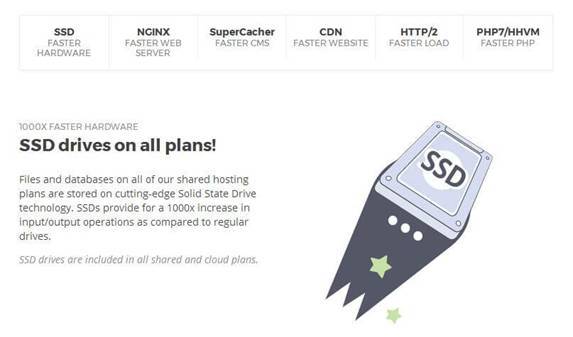 SSD
FASTER
HARDWARE
NGINX
FASTER WEB
SERVER
SuperCacher
FASTER CMS
CDN
FASTER WEBSITE
HTTP/2
FASTER LOAD
PHP7/HHVM
FASTER PHP
1000X FASTER HARDWARE
SSD drives on all plans!
Files and databases on all of our shared hosting
plans are stored on cutting-edge Solid State Drive
technology. SSDs provide for a 1000x increase in
input/output operations as compared to regular
drives.
SSD drives are included in all shared and cloud plans.
SSD